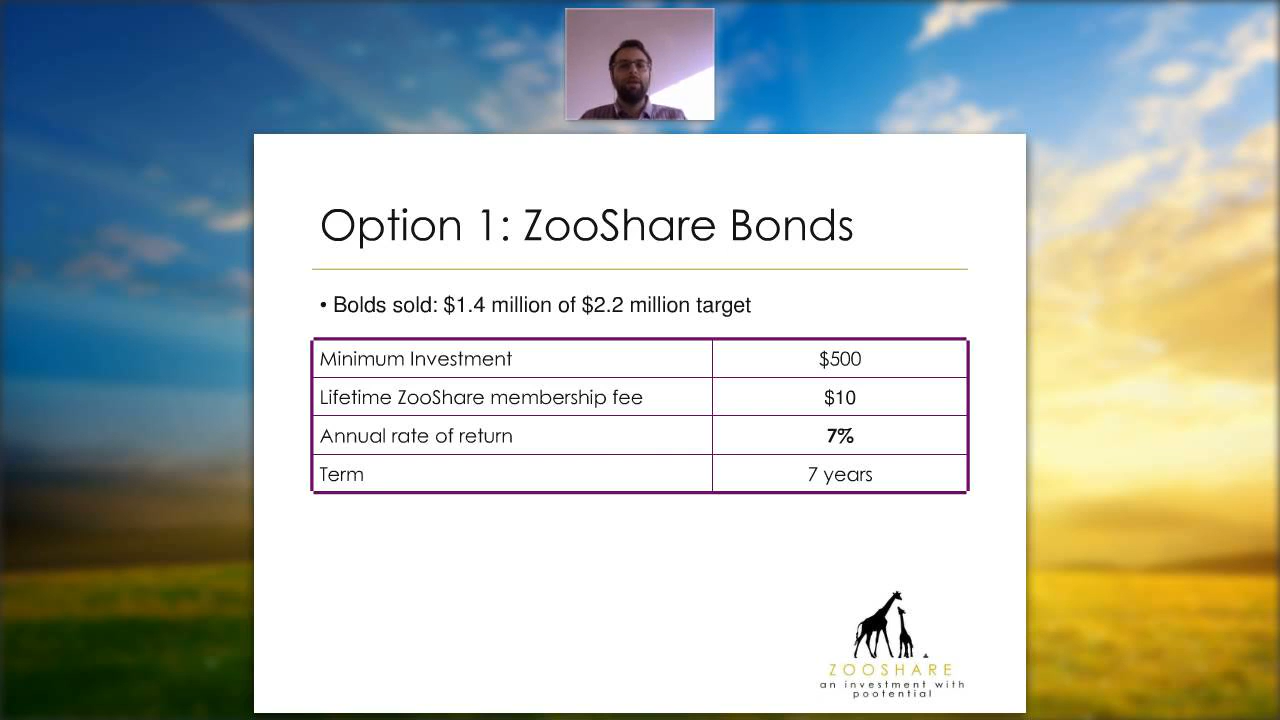 Option 1: ZooShare Bonds
• Bolds sold: $1.4 million of $2.2 million target
Minimum Investment $500
Lifetime ZooShare membership fee $10
Annual rate of return 7%
Term 7 years
ZOOSHARE
an investment with
pootential